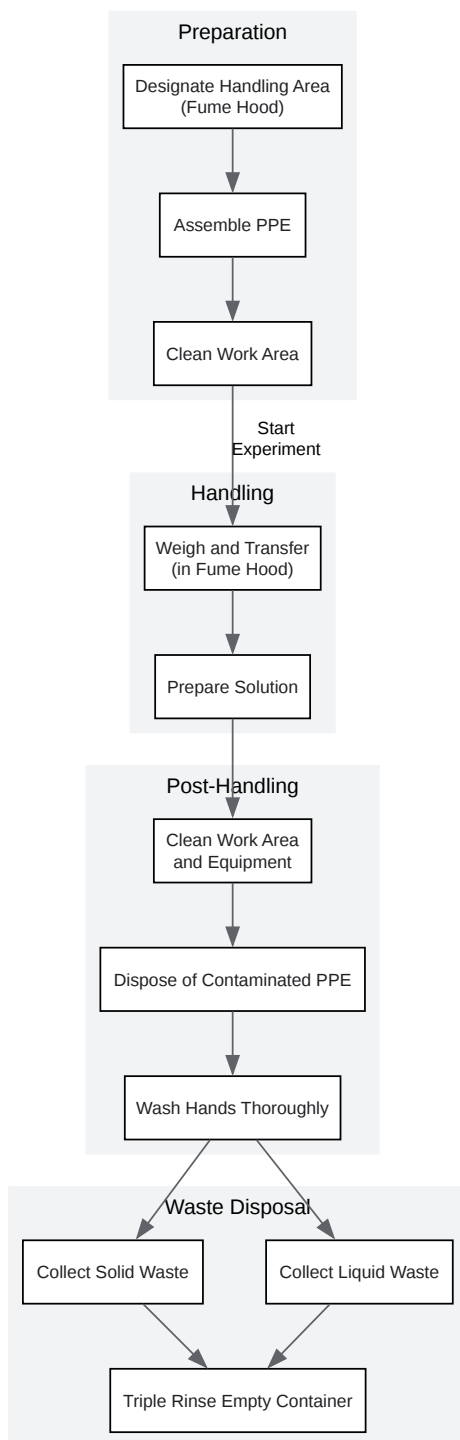 Preparation
Designate Handling Area
(Fume Hood)
Assemble PPE
Clean Work Area
Start
Experiment
Handling
Weigh and Transfer
(in Fume Hood)
Prepare Solution
Post-Handling
Clean Work Area
and Equipment
Dispose of Contaminated PPE
Wash Hands Thoroughly
Waste Disposal
Collect Solid Waste
Collect Liquid Waste
Triple Rinse Empty Container